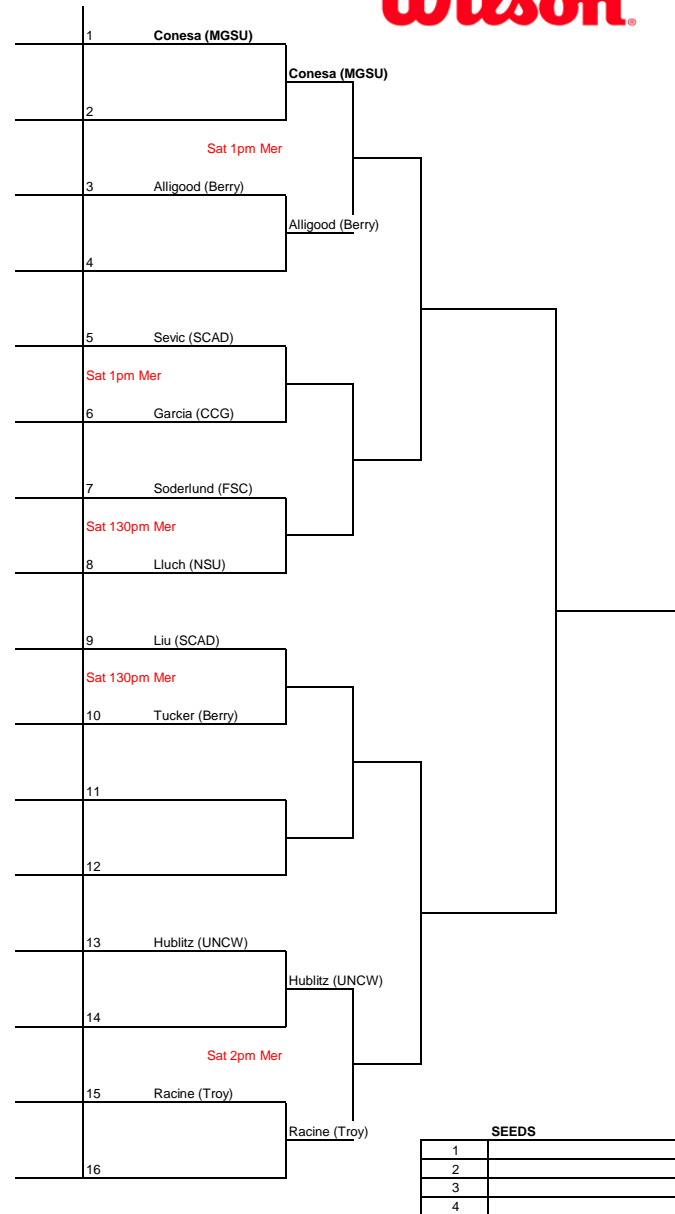 Wilson®
1 Conesa (MGSU)
Conesa (MGSU)
2
Sat 1pm Mer
3 Alligood (Berry)
Alligood (Berry)
4
5 Sevic (SCAD)
Sat 1pm Mer
6 Garcia (CCG)
7 Soderlund (FSC)
Sat 130pm Mer
8 Lluch (NSU)
9 Liu (SCAD)
Sat 130pm Mer
10 Tucker (Berry)
11
12
13 Hublitz (UNCW)
Hublitz (UNCW)
14
Sat 2pm Mer
15 Racine (Troy)
Racine (Troy)
SEEDS
1
2
16
3
4